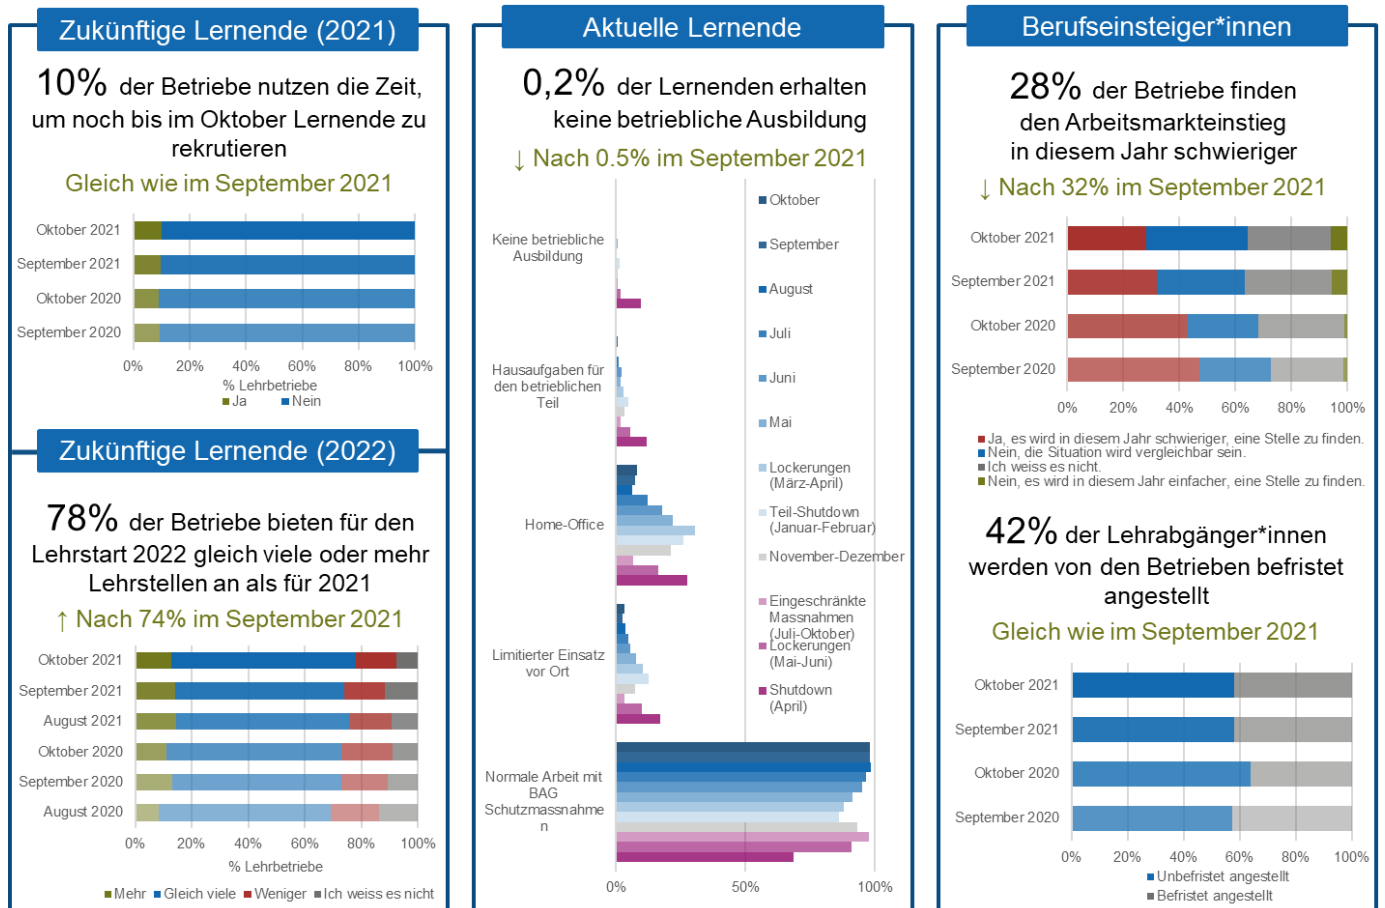 Zukünftige Lernende (2021)
10% der Betriebe nutzen die Zeit,
um noch bis im Oktober Lernende zu
rekrutieren
Gleich wie im September 2021
Oktober 2021
September 2021
Oktober 2020
September 2020
0% 20% 40% 60% 80% 100%
% Lehrbetriebe
Ja Nein
Zukünftige Lernende (2022)
78% der Betriebe bieten für den
Lehrstart 2022 gleich viele oder mehr
Lehrstellen an als für 2021
↑ Nach 74% im September 2021
Oktober 2021
September 2021
August 2021
Oktober 2020
September 2020
August 2020
0% 20% 40% 60% 80% 100%
% Lehrbetriebe
Mehr Gleich viele Weniger Ich weiss es nicht
Aktuelle Lernende
0,2% der Lernenden erhalten
keine betriebliche Ausbildung
↓ Nach 0.5% im September 2021
Keine betriebliche
Ausbildung
Hausaufgaben für
den betrieblichen
Teil
Home-Office
Limitierter Einsatz
vor Ort
Normale Arbeit mit
BAG
Schutzmassnahme
n
0% 50% 100%
Oktober
September
August
Juli
Juni
Mai
Lockerungen
(März-April)
Teil-Shutdown
(Januar-Februar)
November-Dezember
Eingeschränkte
Massnahmen
(Juli-Oktober)
Lockerungen
(Mai-Juni)
Shutdown
(April)
Berufseinsteiger*innen
28% der Betriebe finden
den Arbeitsmarkteinstieg
in diesem Jahr schwieriger
↓ Nach 32% im September 2021
Oktober 2021
September 2021
Oktober 2020
September 2020
0% 20% 40% 60% 80% 100%
Ja, es wird in diesem Jahr schwieriger, eine Stelle zu finden.
Nein, die Situation wird vergleichbar sein.
Ich weiss es nicht.
Nein, es wird in diesem Jahr einfacher, eine Stelle zu finden.
42% der Lehrabgänger*innen
werden von den Betrieben befristet
angestellt
Gleich wie im September 2021
Oktober 2021
September 2021
Oktober 2020
September 2020
0% 20% 40% 60% 80% 100%
Unbefristet angestellt
Befristet angestellt